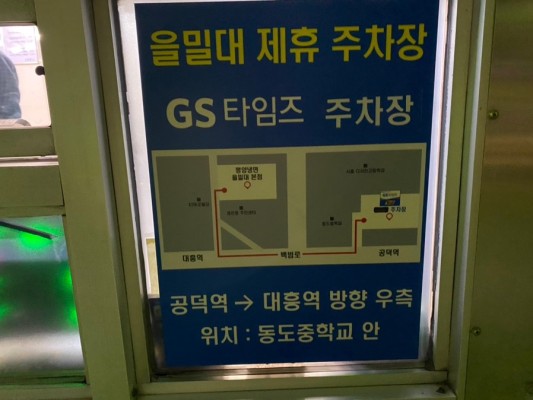 을밀대 제휴 주차장
GS타임즈 주차장
평양냉면
을밀대 본점
주차장
대흥역
백범로
공덕역
공덕역 → 대흥역 방향 우측
위치 : 동도중학교 안